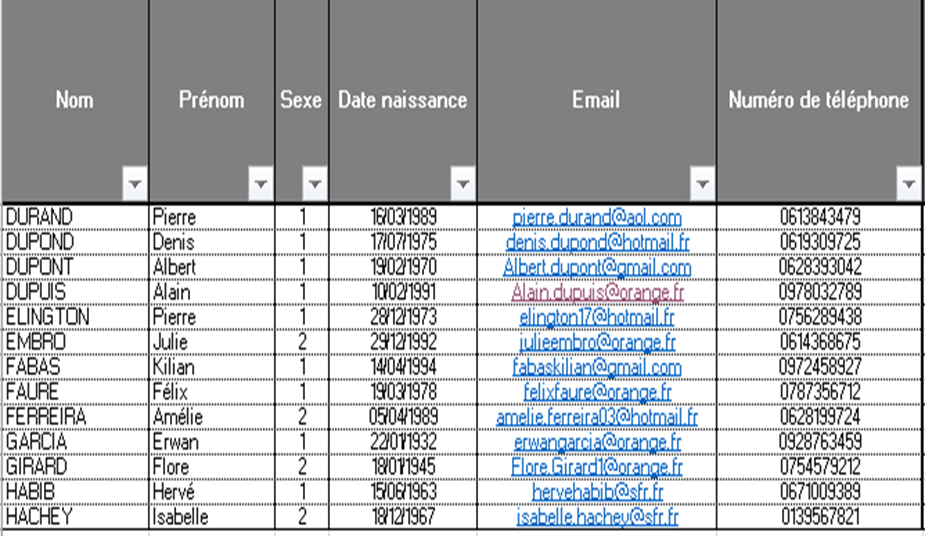 Nom Prénom Sexe Date naissance Email Numéro de téléphone
DURAND Pierre 1 16/03/1989 pierre.durand@aol.com 0613843479
DUPOND Denis 1 17/07/1975 denis.dupond@hotmail.fr 0619309725
DUPONT Albert 1 19/02/1970 Albert.dupont@gmail.com 0628393042
DUPUIS Alain 1 10/02/1991 Alain.dupuis@orange.fr 0978032789
ELINGTON Pierre 1 28/12/1973 elington17@hotmail.fr 0756289438
EMBRO Julie 2 29/12/1992 julieembro@orange.fr 0614368675
FABAS Kilian 1 14/04/1994 fabaskilian@gmail.com 0972458927
FAURE Félix 1 19/03/1978 felixfaure@orange.fr 0787356712
FERREIRA Amélie 2 05/04/1989 amelie.ferreira03@hotmail.fr 0628199724
GARCIA Erwan 1 22/01/1932 erwangarcia@orange.fr 0928763459
GIRARD Flore 2 18/01/1945 Flore.Girard1@orange.fr 0754579212
HABIB Hervé 1 15/06/1963 hervehabib@sfr.fr 0671009389
HACHEY Isabelle 2 18/12/1967 isabelle.hachey@sfr.fr 0139567821